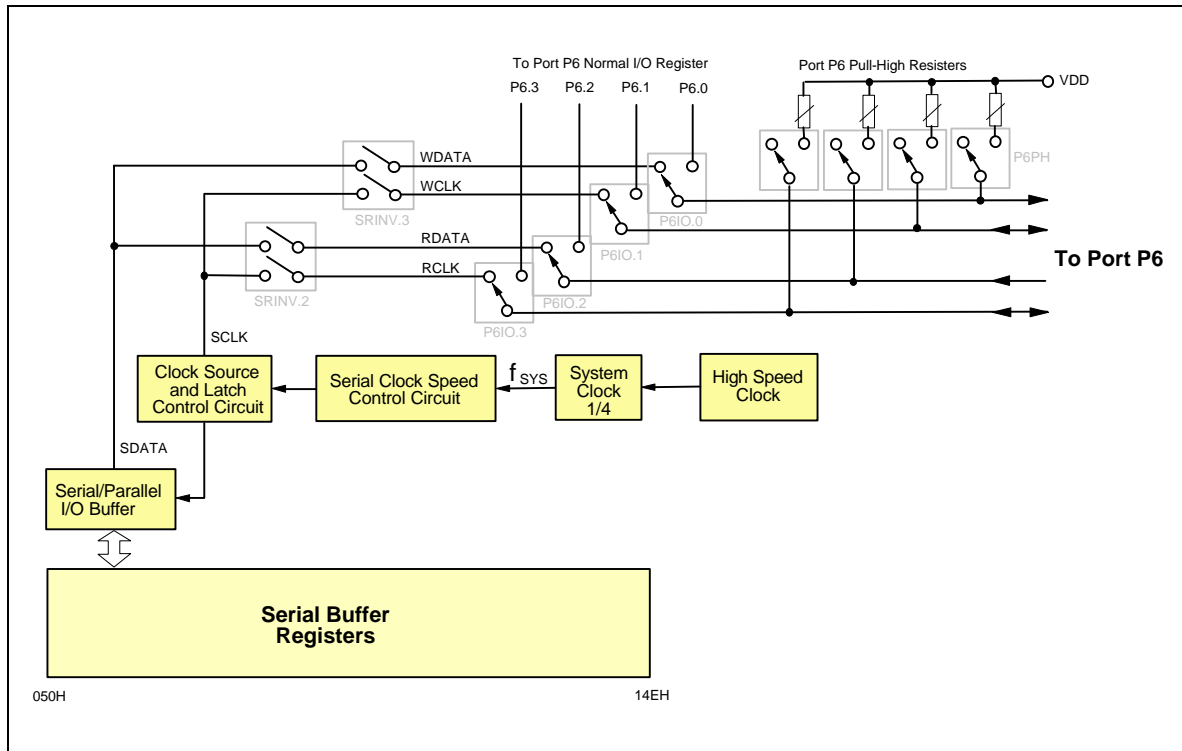 To Port P6 Normal I/O Register
Port P6 Pull-High Resisters
P6.3 P6.2 P6.1 P6.0
VDD
P6PH
WDATA
WCLK
SRINV.3
P6IO.0
RDATA
P6IO.1
RCLK
To Port P6
SRINV.2
P6IO.2
P6IO.3
SCLK
Clock Source
and Latch
Control Circuit
Serial Clock Speed
Control Circuit
f SYS
System
Clock
1/4
High Speed
Clock
SDATA
Serial/Parallel
I/O Buffer
Serial Buffer
Registers
050H
14EH